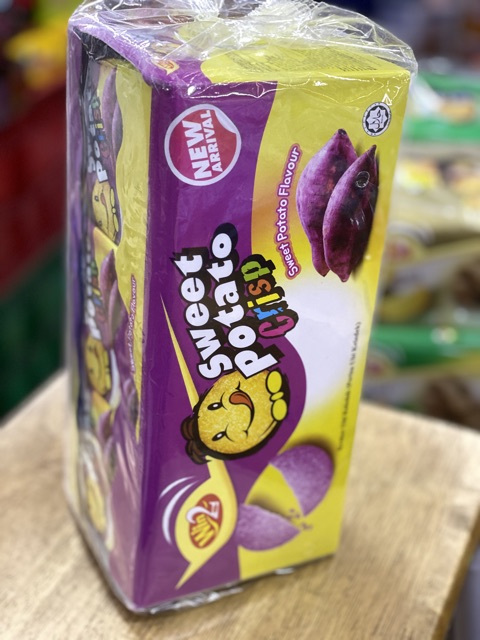 NEW
ARRIVAL
Sweet Potato Flavour
Sweet
Potato
Crisp
Win2